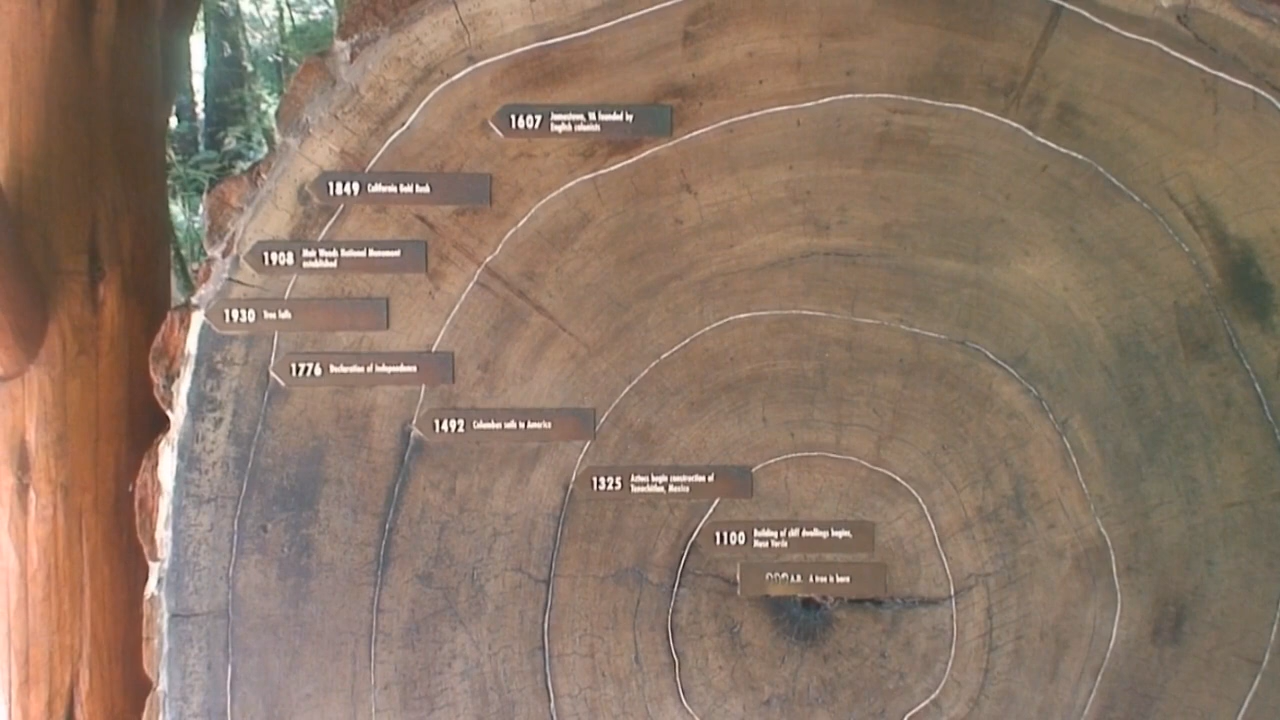 1607 Jamestown, VA founded by
English colonists
1849 California Gold Rush
1908 Muir Woods National Monument
established
1930 Tree falls
1776 Declaration of Independence
1492 Columbus sails to America
1325 Aztecs begin construction of
Tenochtitlan, Mexico
1100 Building of cliff dwellings begins,
Mesa Verde
909 A.D. A tree is born